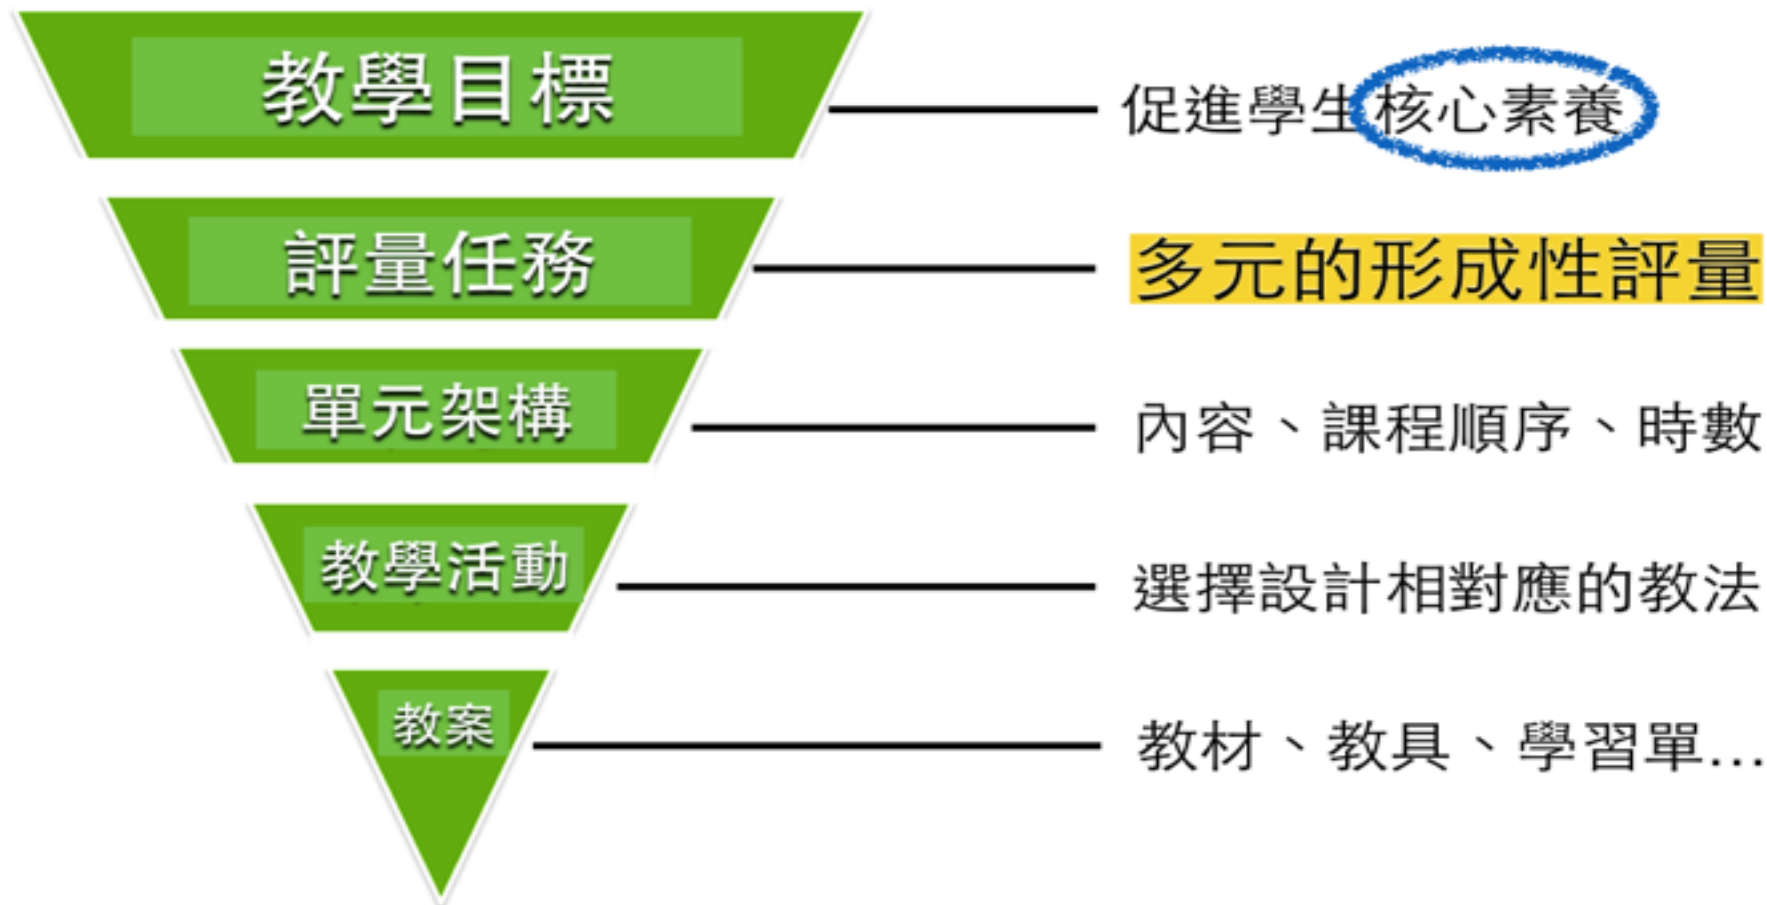 教學目標
促進學生核心素養
評量任務
多元的形成性評量
單元架構
內容、課程順序、時數
教學活動
選擇設計相對應的教法
教案
教材、教具、學習單...